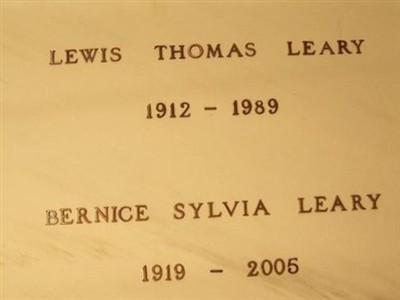 LEWIS THOMAS LEARY
1912 - 1989
BERNICE SYLVIA LEARY
1919 - 2005